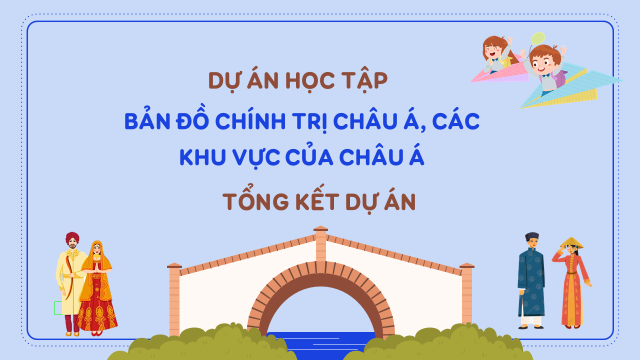 DỰ ÁN HỌC TẬP
BẢN ĐỒ CHÍNH TRỊ CHÂU Á, CÁC
KHU VỰC CỦA CHÂU Á
TỔNG KẾT DỰ ÁN